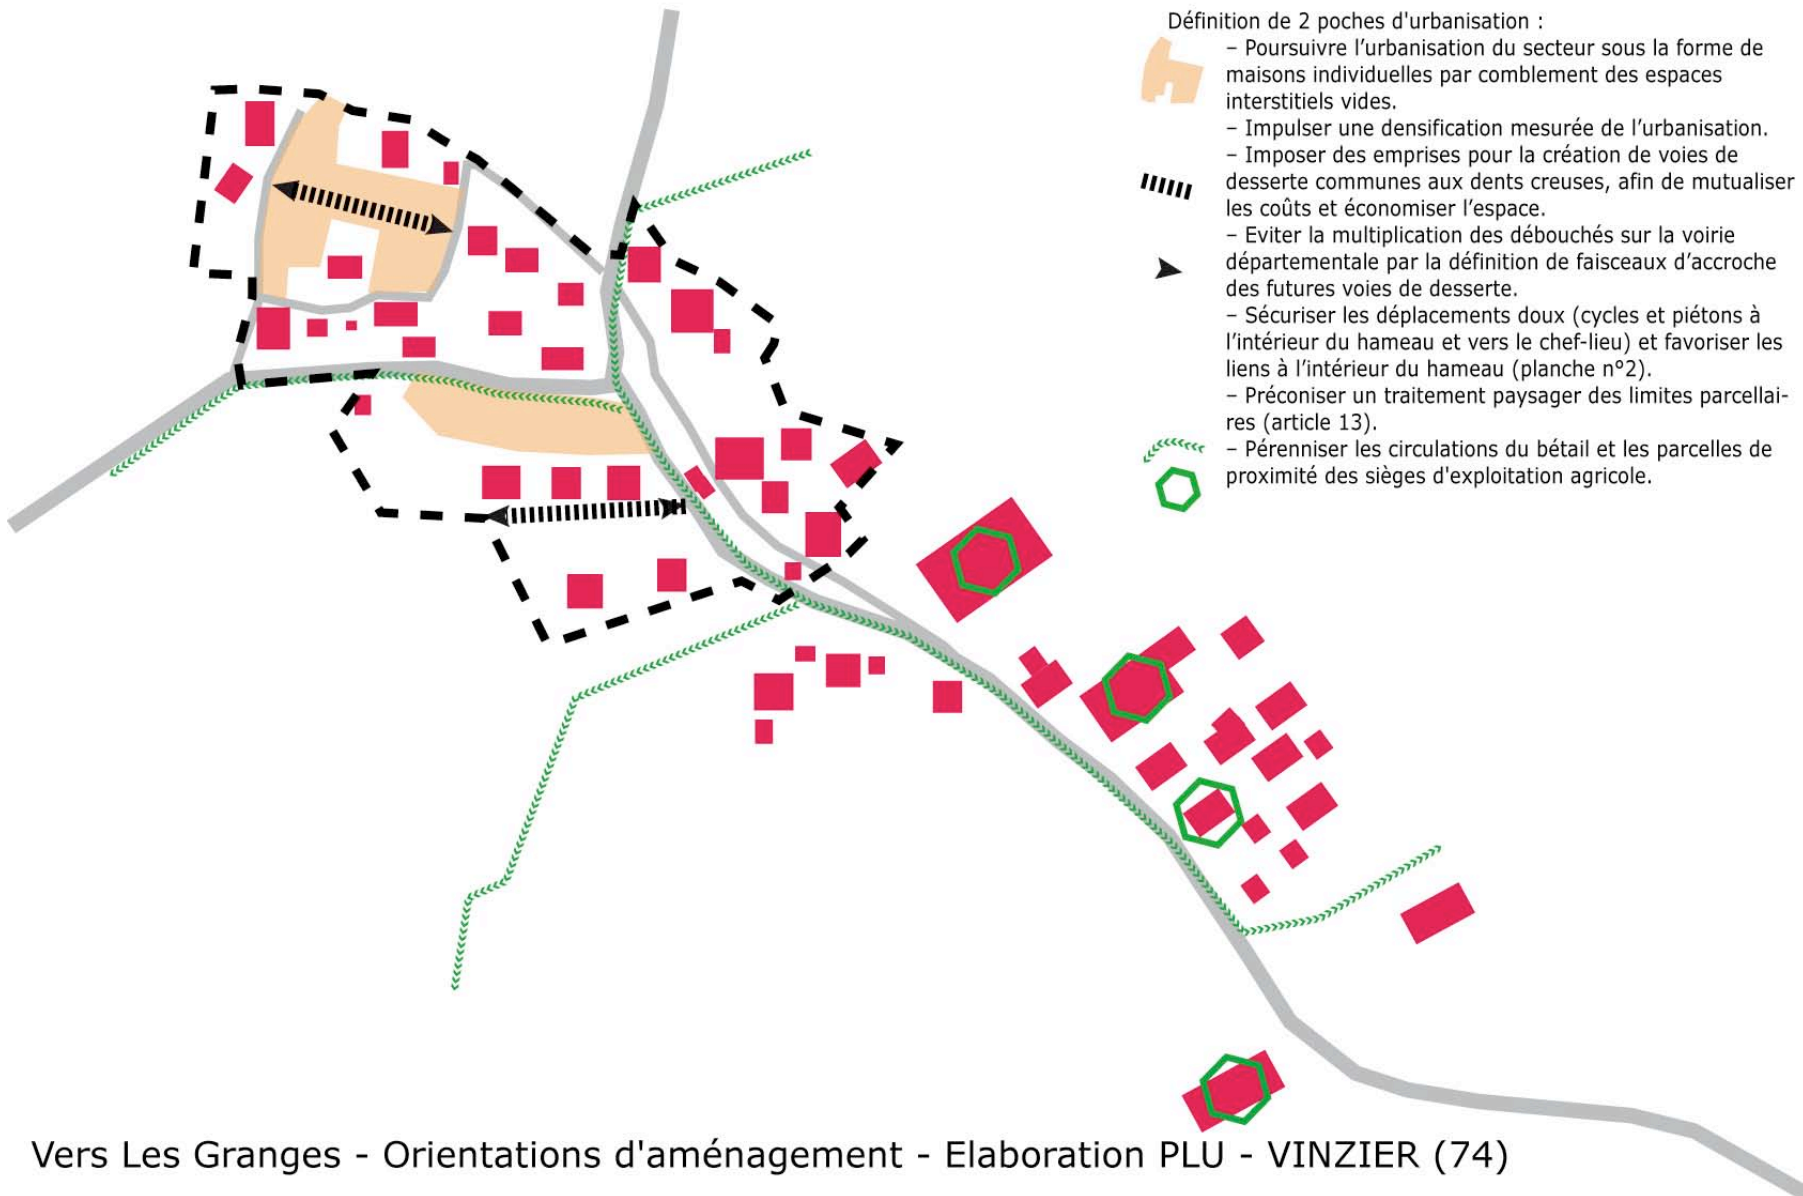 Définition de 2 poches d'urbanisation :
– Poursuivre l’urbanisation du secteur sous la forme de
maisons individuelles par comblement des espaces
interstitiels vides.
– Impulser une densification mesurée de l’urbanisation.
– Imposer des emprises pour la création de voies de
desserte communes aux dents creuses, afin de mutualiser
les coûts et économiser l’espace.
– Eviter la multiplication des débouchés sur la voirie
départementale par la définition de faisceaux d’accroche
des futures voies de desserte.
– Sécuriser les déplacements doux (cycles et piétons à
l’intérieur du hameau et vers le chef-lieu) et favoriser les
liens à l’intérieur du hameau (planche n°2).
– Préconiser un traitement paysager des limites parcellai-
res (article 13).
– Pérenniser les circulations du bétail et les parcelles de
proximité des sièges d'exploitation agricole.
Vers Les Granges - Orientations d'aménagement - Elaboration PLU - VINZIER (74)